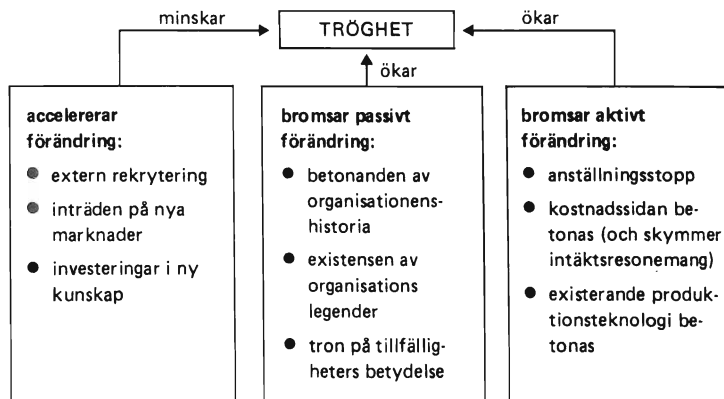 minskar
TRÖGHET
ökar
ökar
accelererar
förändring:
● extern rekrytering
● inträden på nya
marknader
● investeringar i ny
kunskap
bromsar passivt
förändring:
● betonanden av
organisationens-
historia
● existensen av
organisations
legender
● tron på tillfällig-
heters betydelse
bromsar aktivt
förändring:
● anställningsstopp
● kostnadssidan be-
tonas (och skymmer
intäktsresonemang)
● existerande produk-
tionsteknologi be-
tonas